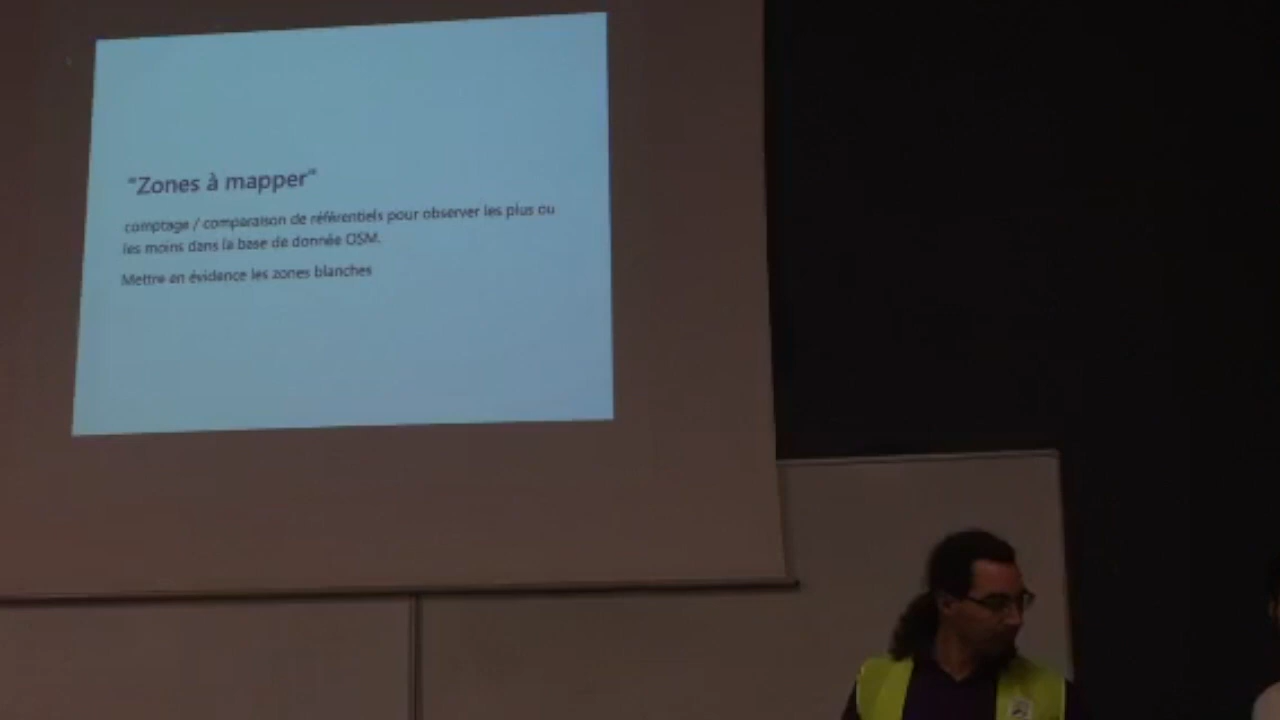 "Zones à mapper"
comptage / comparaison de référentiels pour observer les plus ou
les moins dans la base de donnée OSM.
Mettre en évidence les zones blanches